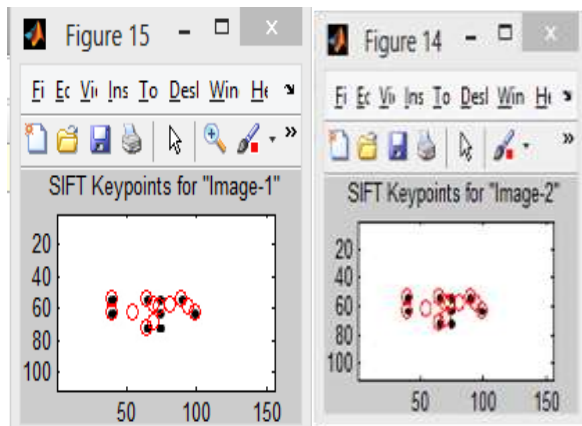 Figure 15
Fi Ec Vi Ins To Desl Win He
SIFT Keypoints for "Image-1"
20
40
60
80
100
50 100 150
Figure 14
Fi Ec Vi Ins To Desl Win He
SIFT Keypoints for "Image-2"
20
40
60
80
100
50 100 150